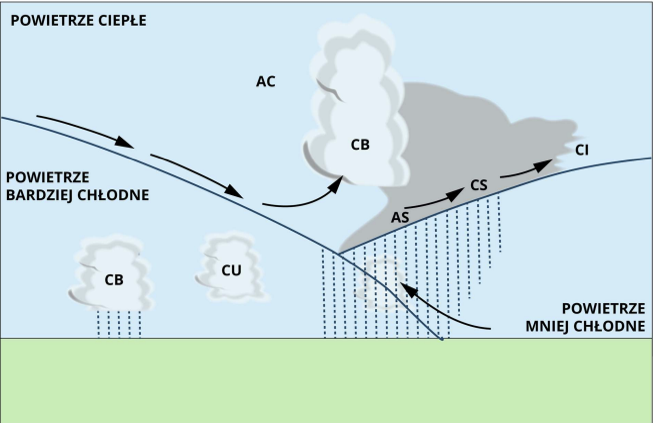 POWIETRZE CIEPŁE
AC
CB
CI
POWIETRZE
BARDZIEJ CHŁODNE
CS
AS
CB
CU
POWIETRZE
MNIEJ CHŁODNE